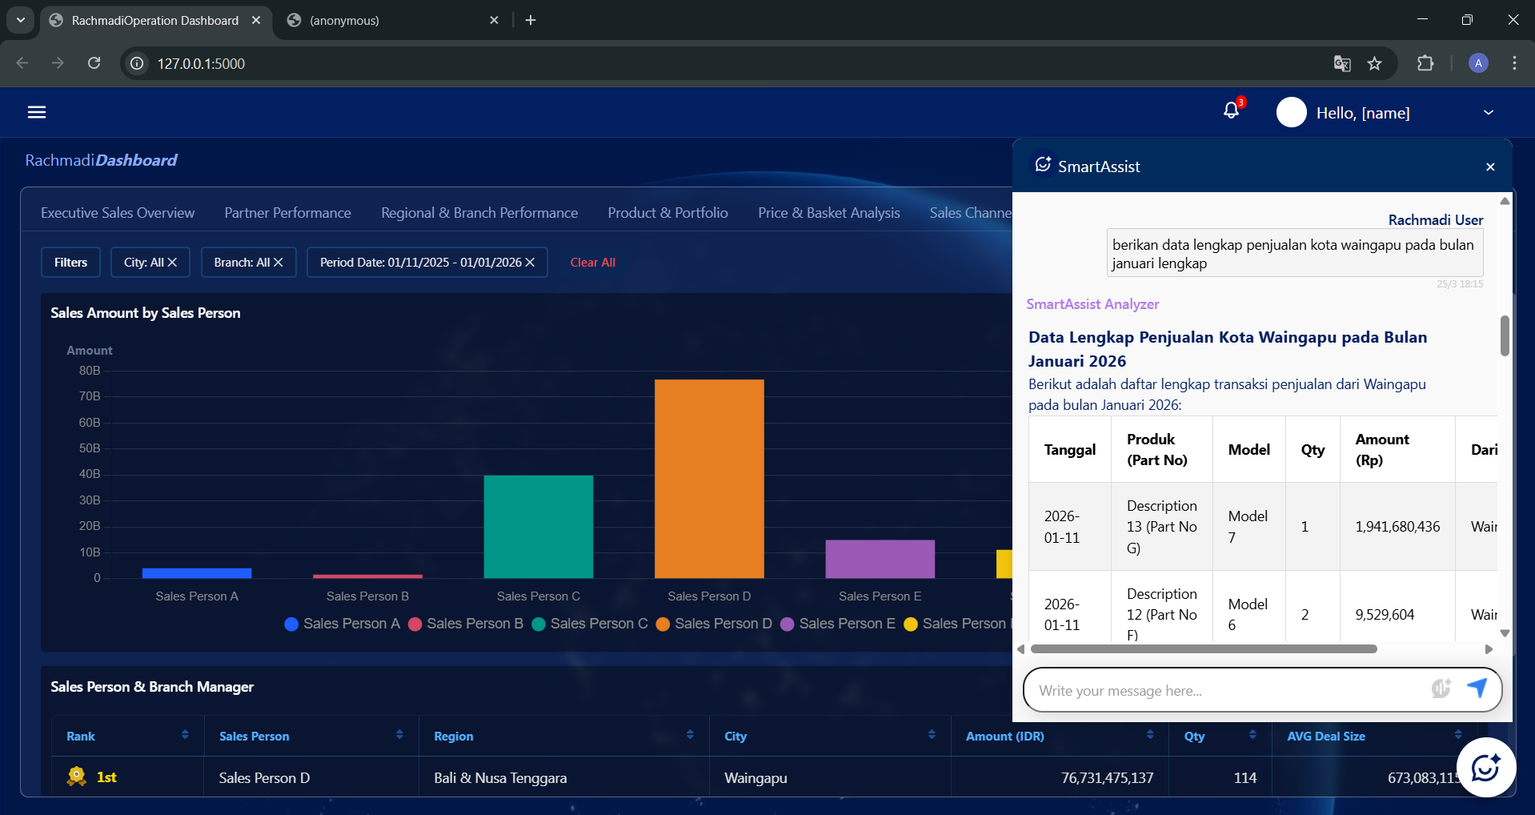 RachmadiOperation Dashboard
(anonymous)
127.0.0.1:5000
A
3
Hello, [name]
RachmadiDashboard
Executive Sales Overview
Partner Performance
Regional & Branch Performance
Product & Portfolio
Price & Basket Analysis
Sales Channe
Filters
City: All
Branch: All
Period Date: 01/11/2025 - 01/01/2026
Clear All
Sales Amount by Sales Person
Amount
80B
70B
60B
50B
40B
30B
20B
10B
0
Sales Person A
Sales Person B
Sales Person C
Sales Person D
Sales Person E
Sales Person A
Sales Person B
Sales Person C
Sales Person D
Sales Person E
Sales Person
Sales Person & Branch Manager
Rank
Sales Person
Region
City
Amount (IDR)
Qty
AVG Deal Size
1st
Sales Person D
Bali & Nusa Tenggara
Waingapu
76,731,475,137
114
673,083,115
SmartAssist
Rachmadi User
berikan data lengkap penjualan kota waingapu pada bulan
januari lengkap
25/3 18:15
SmartAssist Analyzer
Data Lengkap Penjualan Kota Waingapu pada Bulan
Januari 2026
Berikut adalah daftar lengkap transaksi penjualan dari Waingapu
pada bulan Januari 2026:
Tanggal
Produk
(Part No)
Model
Qty
Amount
(Rp)
Dari
2026-
01-11
Description
13 (Part No
G)
Model
7
1
1,941,680,436
2026-
01-11
Description
12 (Part No
F)
Model
6
2
9,529,604
Write your message here...